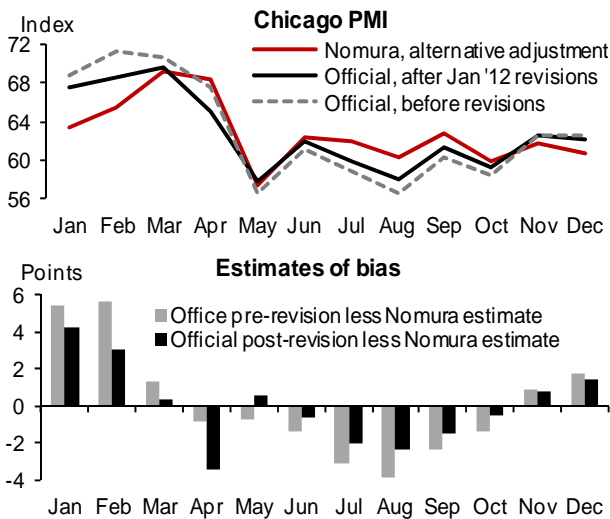 Chicago PMI
Index
72
68
64
60
56
Nomura, alternative adjustment
Official, after Jan '12 revisions
Official, before revisions
Jan Feb Mar Apr May Jun Jul Aug Sep Oct Nov Dec
Estimates of bias
Points
6
4
2
0
-2
-4
Office pre-revision less Nomura estimate
Official post-revision less Nomura estimate
Jan Feb Mar Apr May Jun Jul Aug Sep Oct Nov Dec